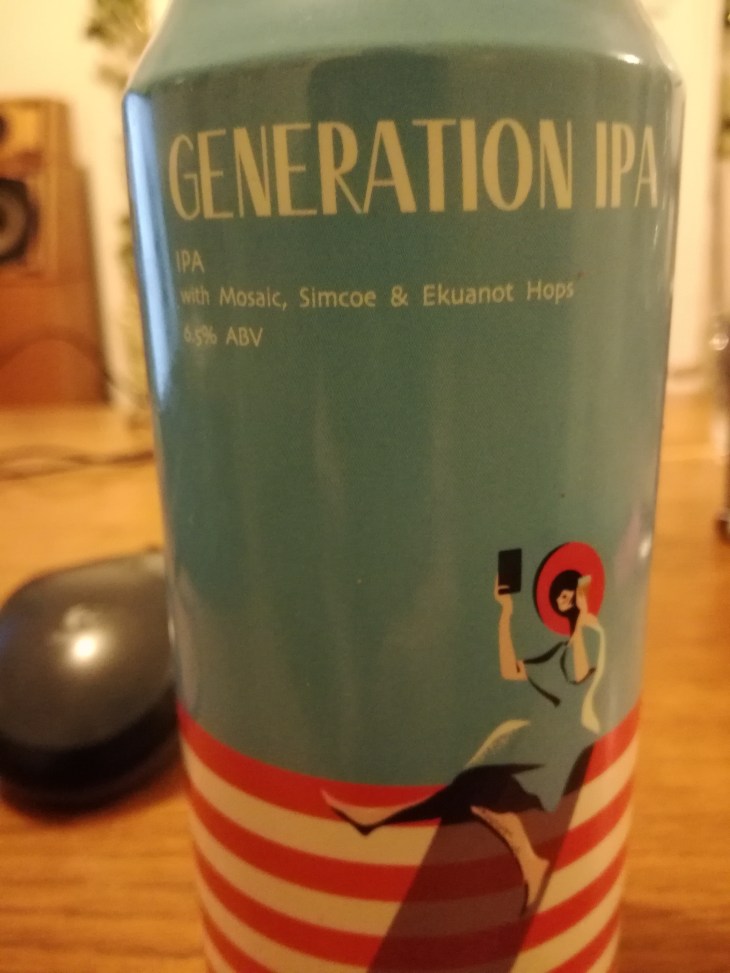 GENERATION IPA
IPA
with Mosaic, Simcoe & Ekuanot Hops
6.5% ABV